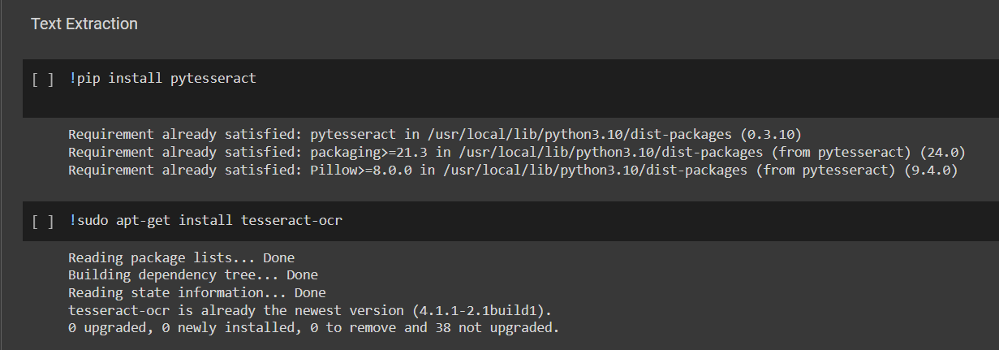 Text Extraction
[ ] !pip install pytesseract
Requirement already satisfied: pytesseract in /usr/local/lib/python3.10/dist-packages (0.3.10)
Requirement already satisfied: packaging>=21.3 in /usr/local/lib/python3.10/dist-packages (from pytesseract) (24.0)
Requirement already satisfied: Pillow>=8.0.0 in /usr/local/lib/python3.10/dist-packages (from pytesseract) (9.4.0)
[ ] !sudo apt-get install tesseract-ocr
Reading package lists... Done
Building dependency tree... Done
Reading state information... Done
tesseract-ocr is already the newest version (4.1.1-2.1build1).
0 upgraded, 0 newly installed, 0 to remove and 38 not upgraded.